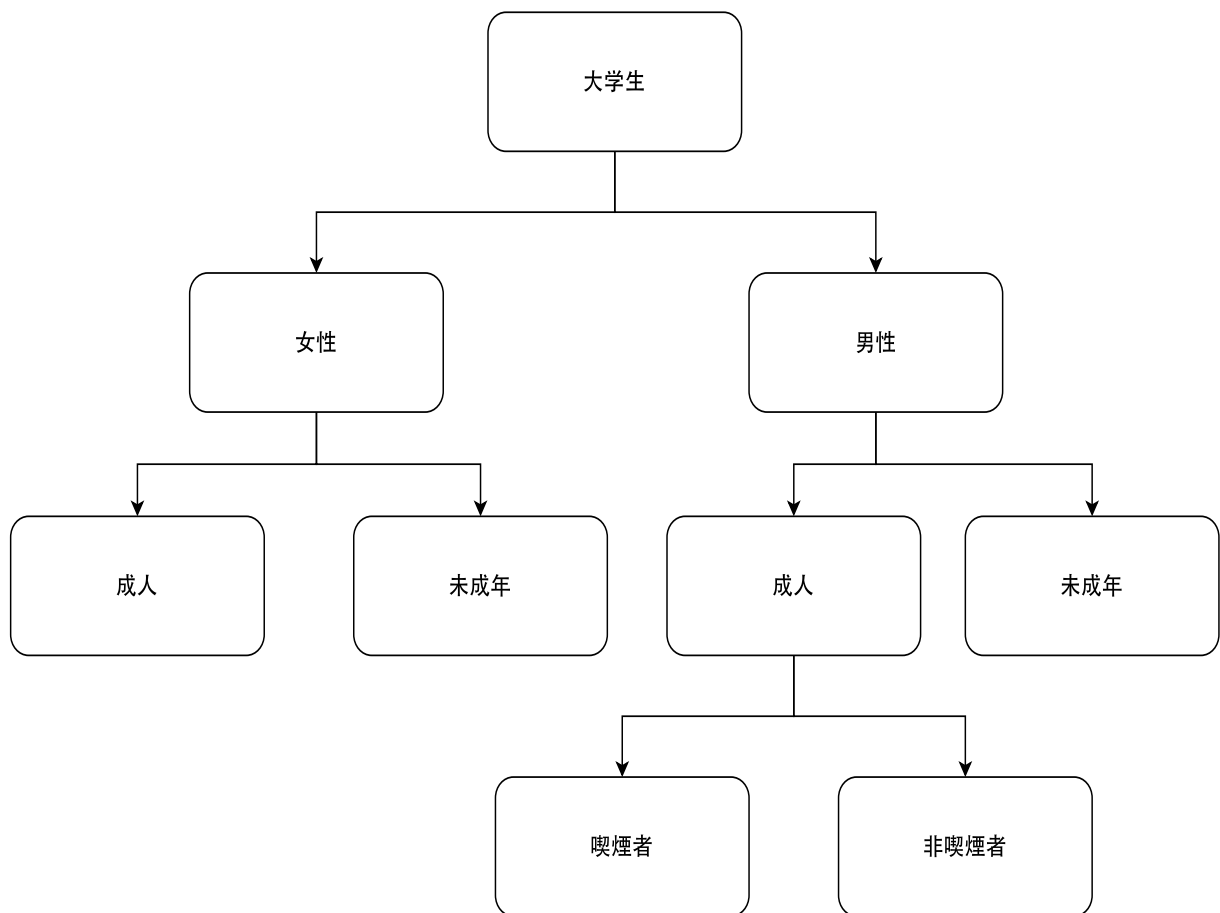 大学生
女性
男性
成人
未成年
成人
未成年
喫煙者
非喫煙者